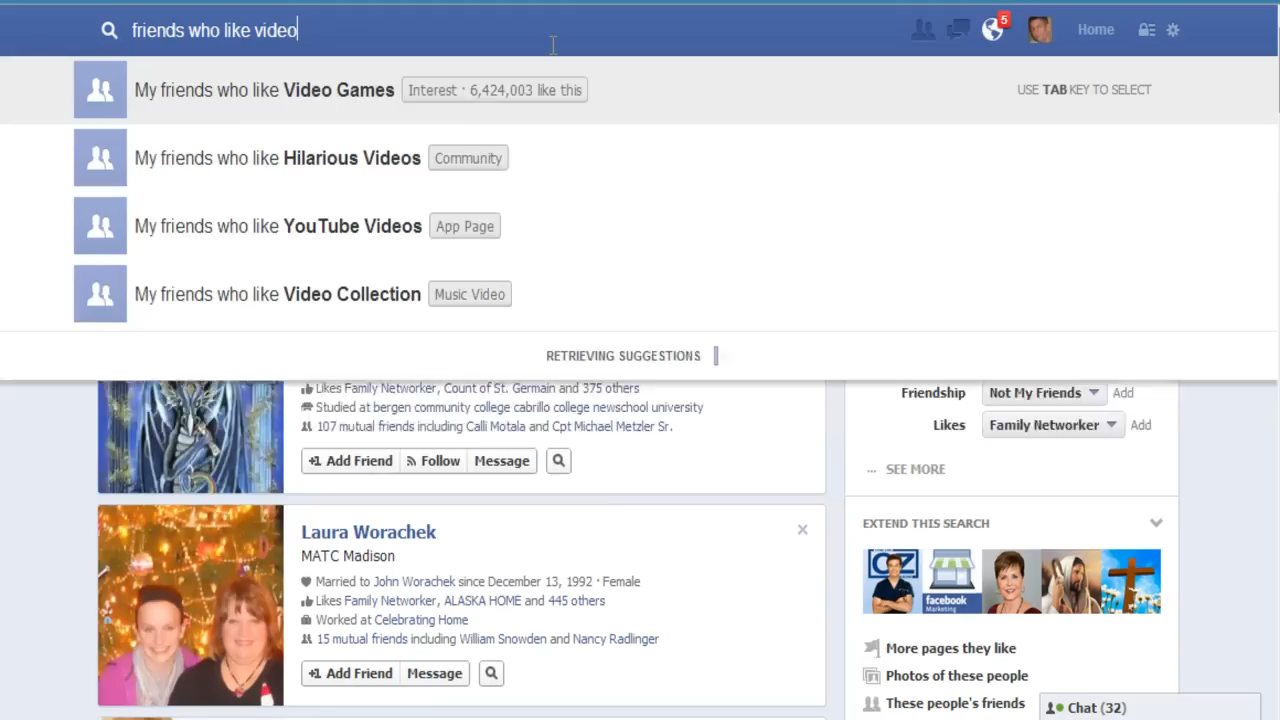 friends who like video
5
Home
My friends who like Video Games Interest · 6,424,003 like this
USE TAB KEY TO SELECT
My friends who like Hilarious Videos Community
My friends who like YouTube Videos App Page
My friends who like Video Collection Music Video
RETRIEVING SUGGESTIONS
Likes Family Networker, Count of St. Germain and 375 others
Studied at bergen community college cabrillo college newschool university
107 mutual friends including Calli Motala and Cpt Michael Metzler Sr.
+1 Add Friend Follow Message
Laura Worachek
MATC Madison
Married to John Worachek since December 13, 1992 · Female
Likes Family Networker, ALASKA HOME and 445 others
Worked at Celebrating Home
15 mutual friends including William Snowden and Nancy Radlinger
+1 Add Friend Message
Friendship Not My Friends Add
Likes Family Networker Add
... SEE MORE
EXTEND THIS SEARCH
OZ
facebook
Marketing
More pages they like
Photos of these people
These people's friends
Chat (32)